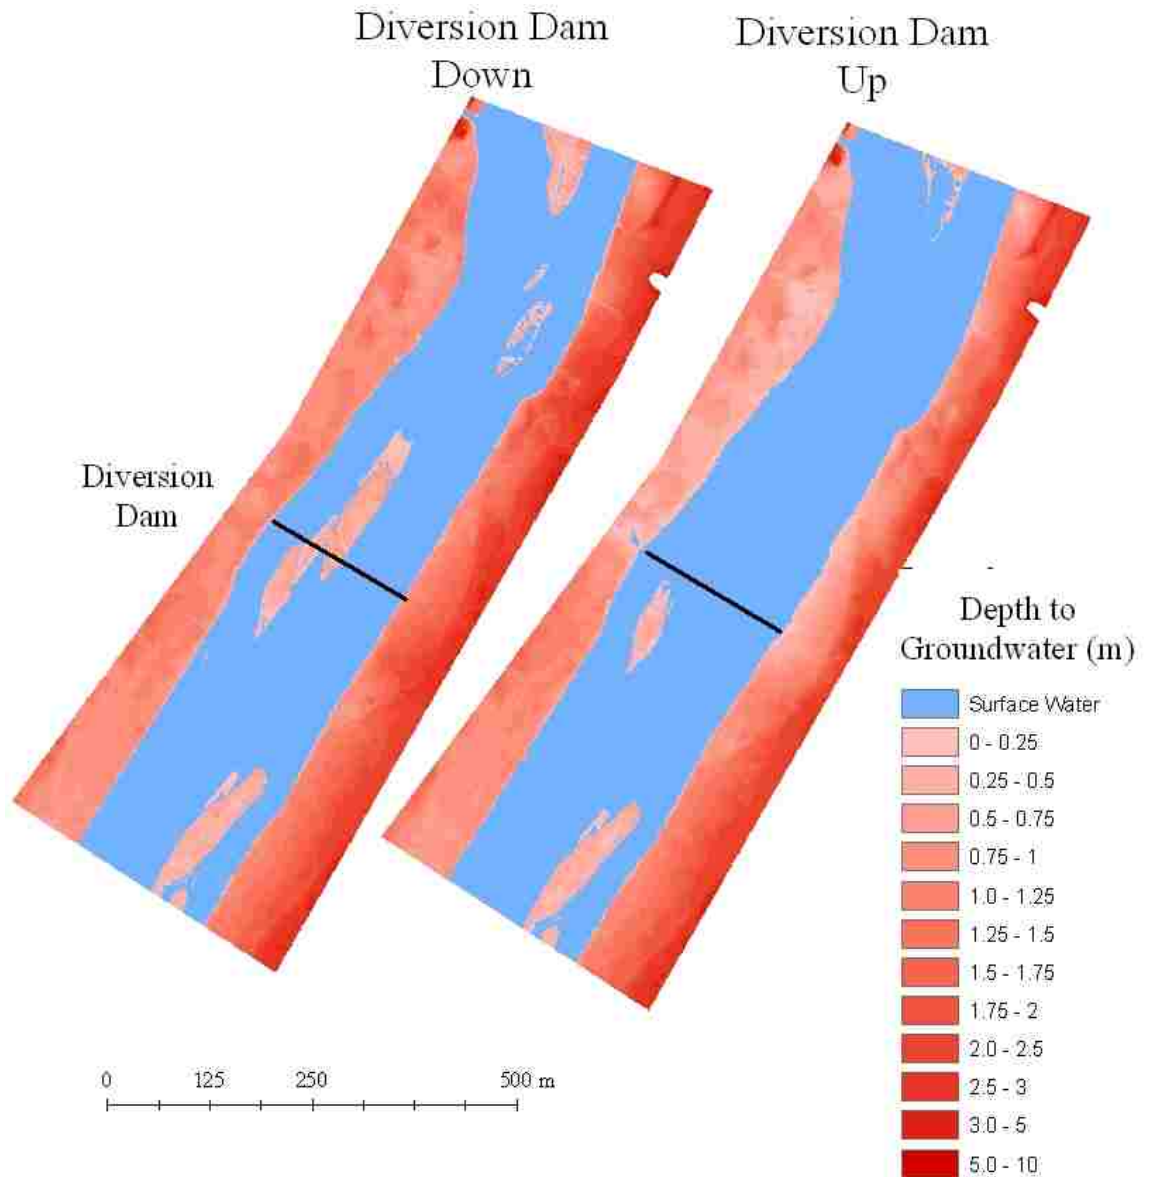 Diversion Dam
Down
Diversion Dam
Up
Diversion
Dam
Depth to
Groundwater (m)
Surface Water
0 - 0.25
0.25 - 0.5
0.5 - 0.75
0.75 - 1
1.0 - 1.25
1.25 - 1.5
1.5 - 1.75
1.75 - 2
2.0 - 2.5
2.5 - 3
3.0 - 5
5.0 - 10
0 125 250 500 m